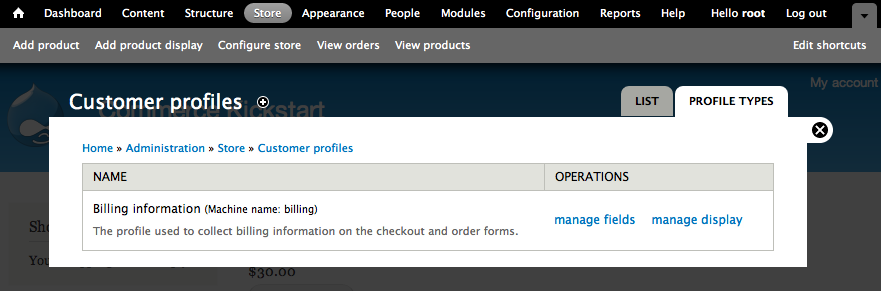 Dashboard Content Structure Store Appearance People Modules Configuration Reports Help Hello root Log out
Add product Add product display Configure store View orders View products Edit shortcuts
My account
Commerce Kickstart
Customer profiles LIST PROFILE TYPES
Home » Administration » Store » Customer profiles
NAME OPERATIONS
Billing information (Machine name: billing)
The profile used to collect billing information on the checkout and order forms.
manage fields manage display
$30.00